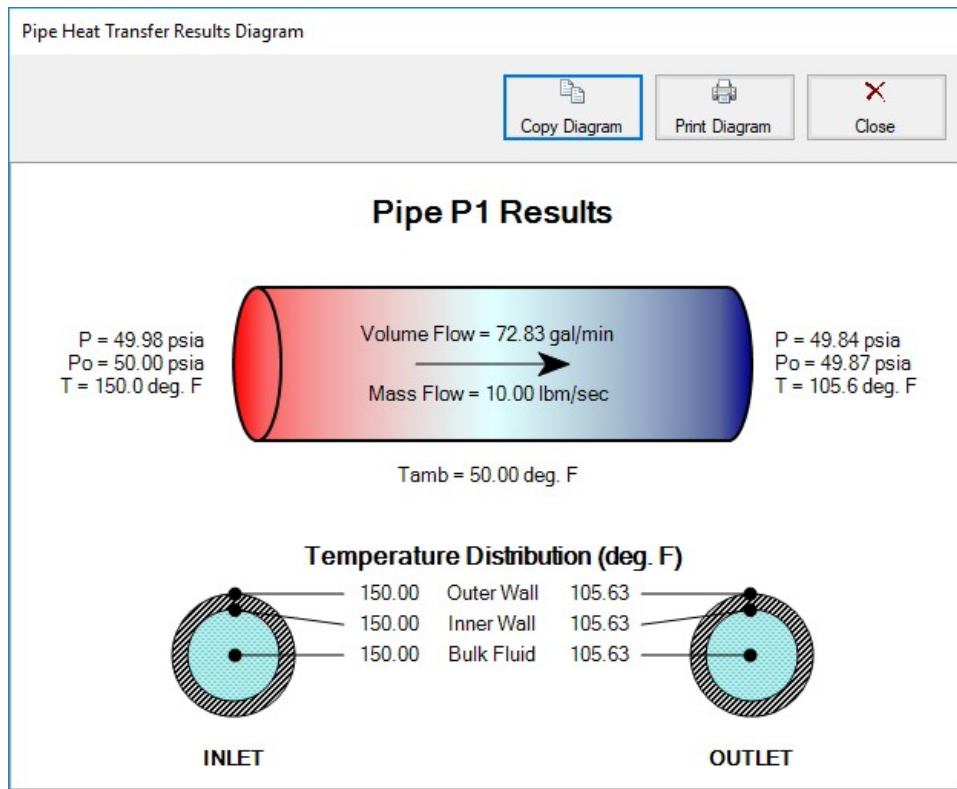 Pipe Heat Transfer Results Diagram
Copy Diagram
Print Diagram
Close
Pipe P1 Results
P = 49.98 psia
Po = 50.00 psia
T = 150.0 deg. F
Volume Flow = 72.83 gal/min
Mass Flow = 10.00 lbm/sec
P = 49.84 psia
Po = 49.87 psia
T = 105.6 deg. F
Tamb = 50.00 deg. F
Temperature Distribution (deg. F)
150.00 Outer Wall 105.63
150.00 Inner Wall 105.63
150.00 Bulk Fluid 105.63
INLET
OUTLET